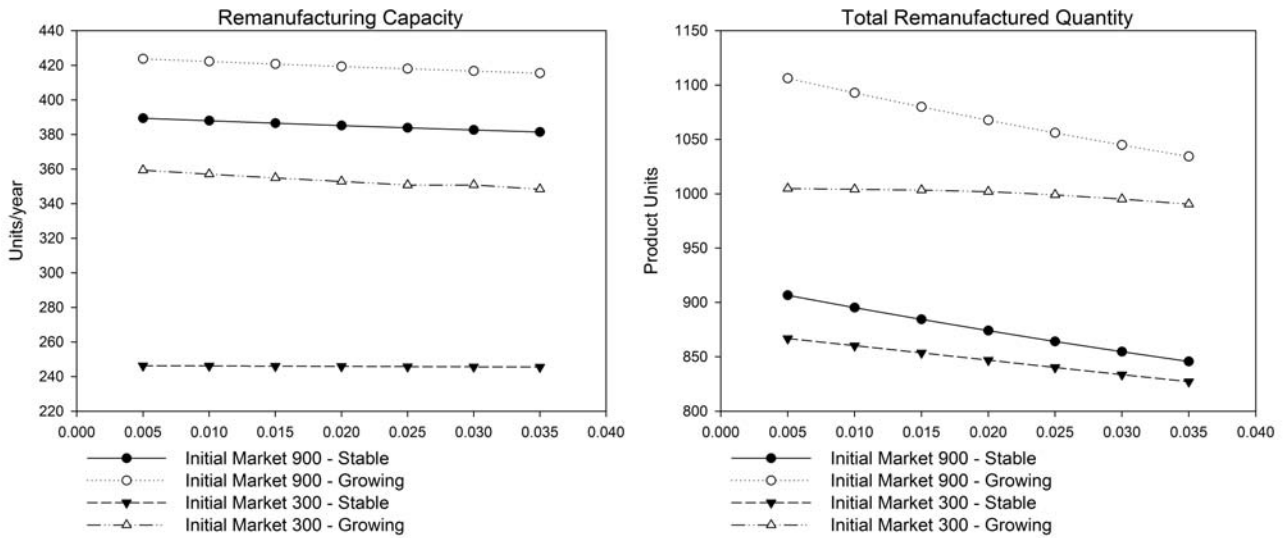 Remanufacturing Capacity
Units/year
440
420
400
380
360
340
320
300
280
260
240
220
0.000 0.005 0.010 0.015 0.020 0.025 0.030 0.035 0.040
Initial Market 900 - Stable
Initial Market 900 - Growing
Initial Market 300 - Stable
Initial Market 300 - Growing
Total Remanufactured Quantity
Product Units
1150
1100
1050
1000
950
900
850
800
0.000 0.005 0.010 0.015 0.020 0.025 0.030 0.035 0.040
Initial Market 900 - Stable
Initial Market 900 - Growing
Initial Market 300 - Stable
Initial Market 300 - Growing